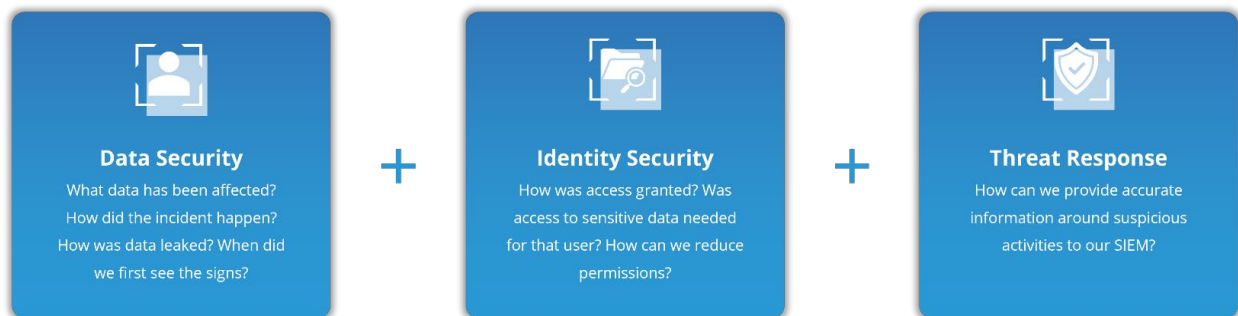 Data Security
What data has been affected?
How did the incident happen?
How was data leaked? When did
we first see the signs?
+
Identity Security
How was access granted? Was
access to sensitive data needed
for that user? How can we reduce
permissions?
+
Threat Response
How can we provide accurate
information around suspicious
activities to our SIEM?